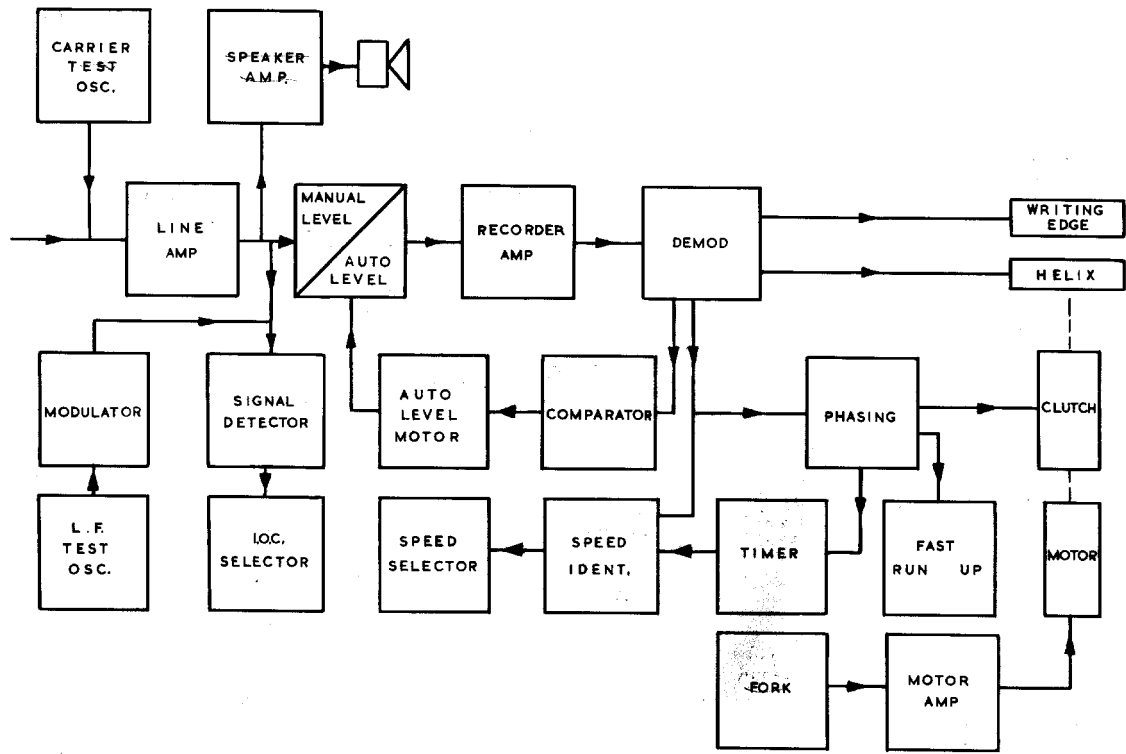 CARRIER
TEST
OSC.
SPEAKER
AMP.
LINE
AMP
MANUAL
LEVEL
AUTO
LEVEL
RECORDER
AMP
DEMOD
WRITING
EDGE
HELIX
MODULATOR
SIGNAL
DETECTOR
AUTO
LEVEL
MOTOR
COMPARATOR
PHASING
CLUTCH
L.F.
TEST
OSC.
I.O.C.
SELECTOR
SPEED
SELECTOR
SPEED
IDENT.
TIMER
FAST
RUN UP
MOTOR
FORK
MOTOR
AMP